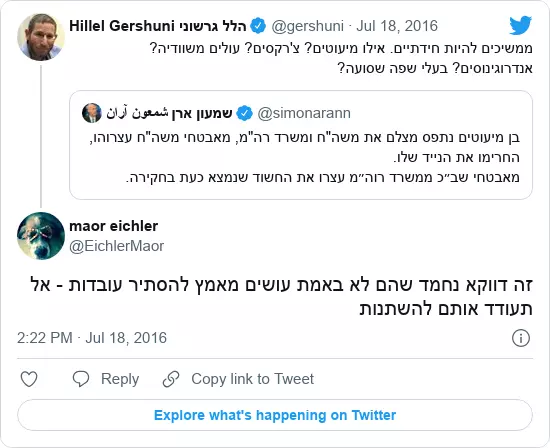 Hillel Gershuni הלל גרשוני @gershuni · Jul 18, 2016
ממשיכים להיות חידתיים. אילו מיעוטים? צ'רקסים? עולים משוודיה?
אנדרוגינוסים? בעלי שפה שסועה?
שמעון ארן شمعون آران @simonarann
בן מיעוטים נתפס מצלם את משה"ח ומשרד רה"מ, מאבטחי משה"ח עצרוהו,
החרימו את הנייד שלו.
מאבטחי שב״כ ממשרד רוה״מ עצרו את החשוד שנמצא כעת בחקירה.
maor eichler
@EichlerMaor
זה דווקא נחמד שהם לא באמת עושים מאמץ להסתיר עובדות - אל
תעודד אותם להשתנות
2:22 PM · Jul 18, 2016
Reply Copy link to Tweet
Explore what's happening on Twitter